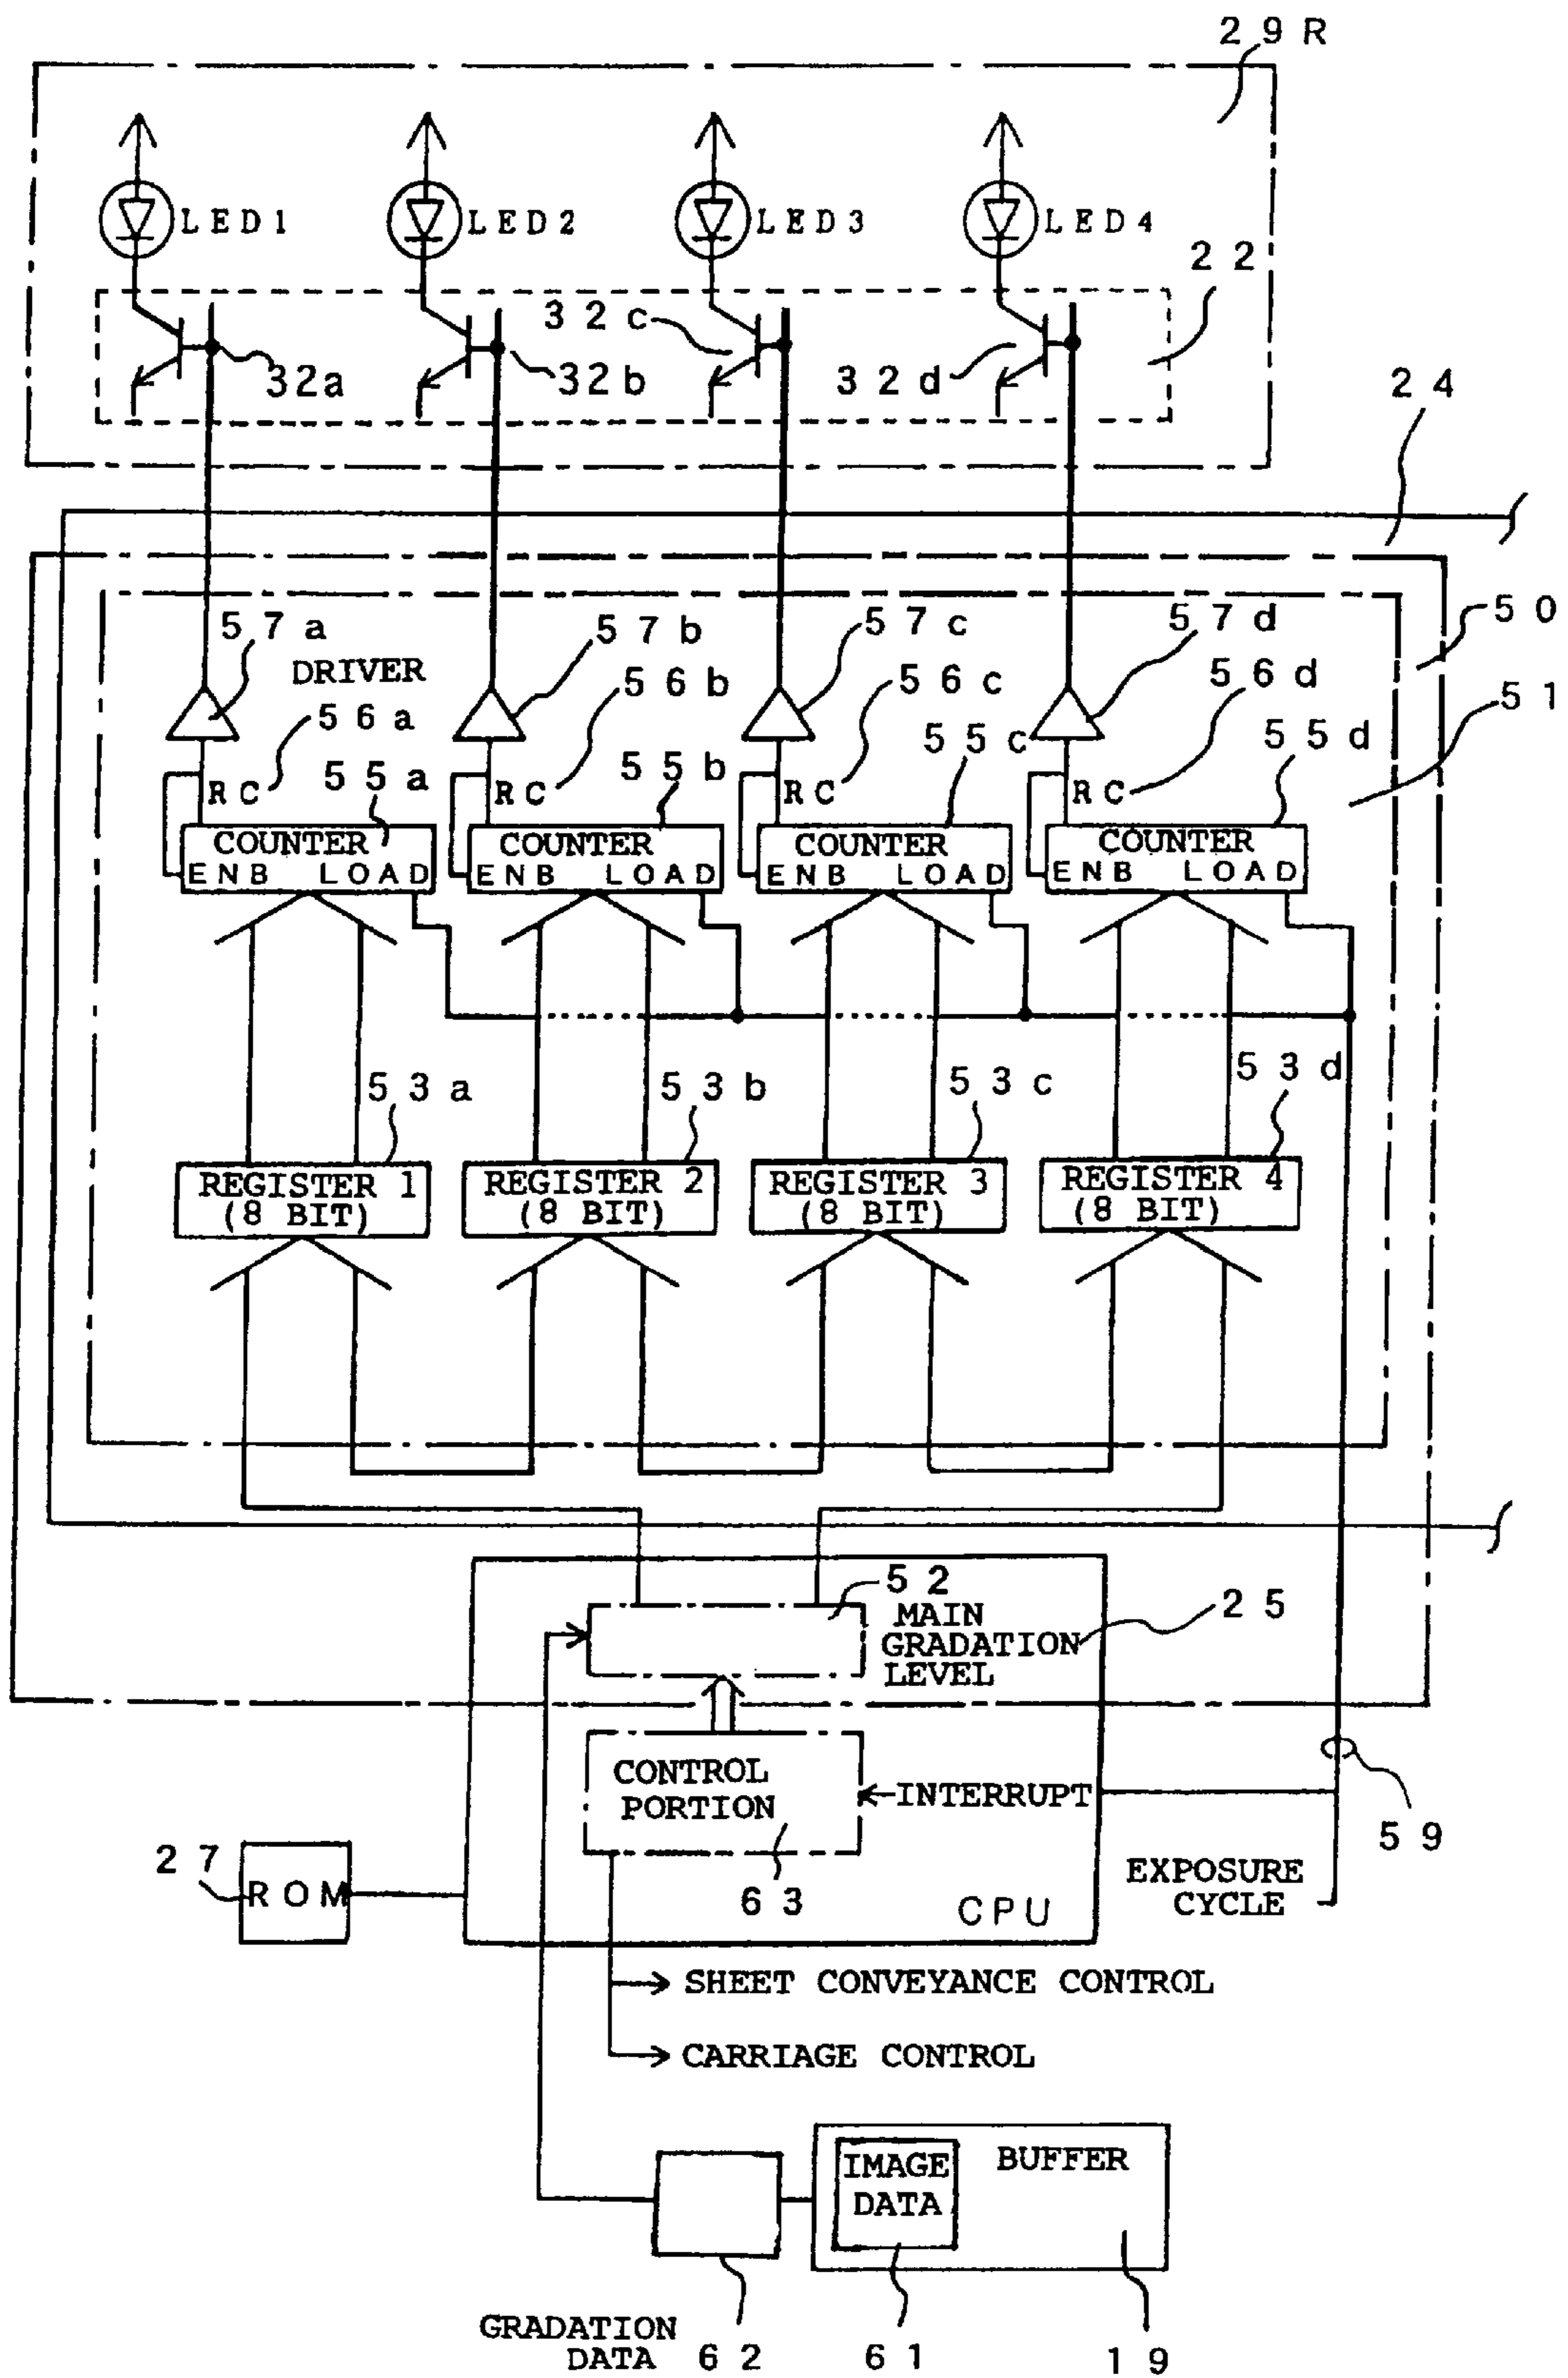 29R
LED1
LED2
LED3
LED4
22
32a
32b
32c
32d
24
50
51
57a
DRIVER
57b
57c
57d
56a
56b
56c
56d
55a
55b
55c
55d
RC
RC
RC
RC
COUNTER
ENB LOAD
COUNTER
ENB LOAD
COUNTER
ENB LOAD
COUNTER
ENB LOAD
53a
53b
53c
53d
REGISTER 1
(8 BIT)
REGISTER 2
(8 BIT)
REGISTER 3
(8 BIT)
REGISTER 4
(8 BIT)
52
MAIN
GRADATION
LEVEL
25
CONTROL
PORTION
INTERRUPT
63
CPU
59
EXPOSURE
CYCLE
27
ROM
SHEET CONVEYANCE CONTROL
CARRIAGE CONTROL
IMAGE
DATA
BUFFER
GRADATION
DATA
62
61
19